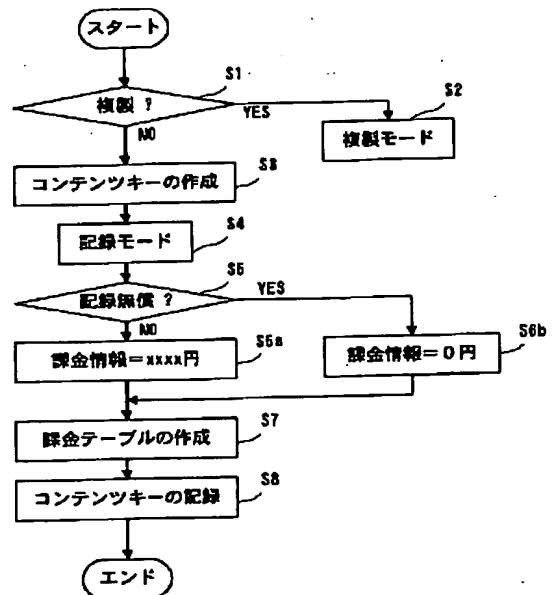 スタート
S1
複製？
YES
S2
複製モード
NO
コンテンツキーの作成
S3
記録モード
S4
S5
記録無償？
YES
NO
S6a
課金情報＝xxxx円
課金情報＝０円
S6b
課金テーブルの作成
S7
コンテンツキーの記録
S8
エンド